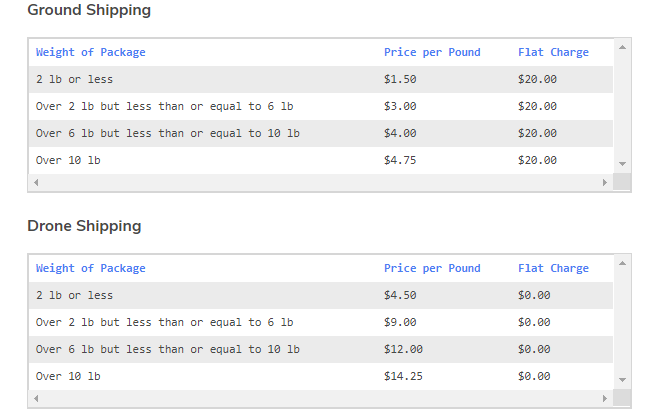 Ground Shipping
Weight of Package Price per Pound Flat Charge
2 lb or less $1.50 $20.00
Over 2 lb but less than or equal to 6 lb $3.00 $20.00
Over 6 lb but less than or equal to 10 lb $4.00 $20.00
Over 10 lb $4.75 $20.00
Drone Shipping
Weight of Package Price per Pound Flat Charge
2 lb or less $4.50 $0.00
Over 2 lb but less than or equal to 6 lb $9.00 $0.00
Over 6 lb but less than or equal to 10 lb $12.00 $0.00
Over 10 lb $14.25 $0.00